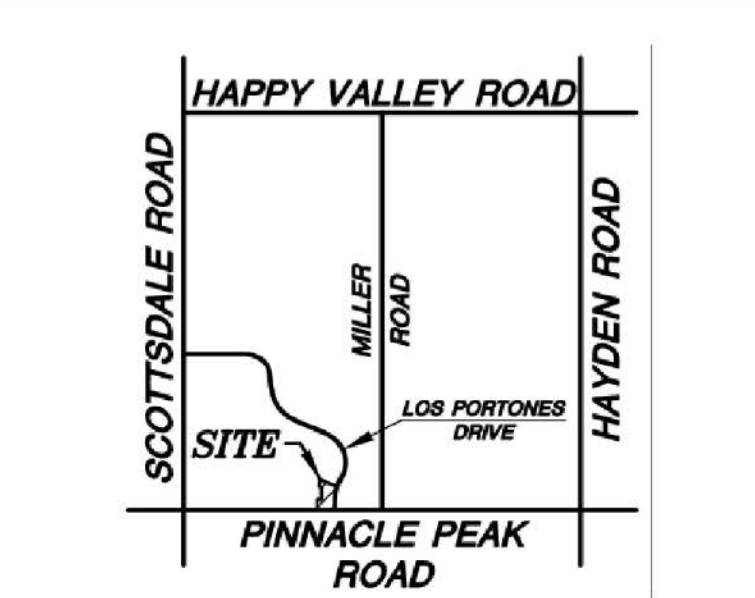 HAPPY VALLEY ROAD
SCOTTSDALE ROAD
HAYDEN ROAD
MILLER
ROAD
LOS PORTONES
DRIVE
SITE
PINNACLE PEAK
ROAD